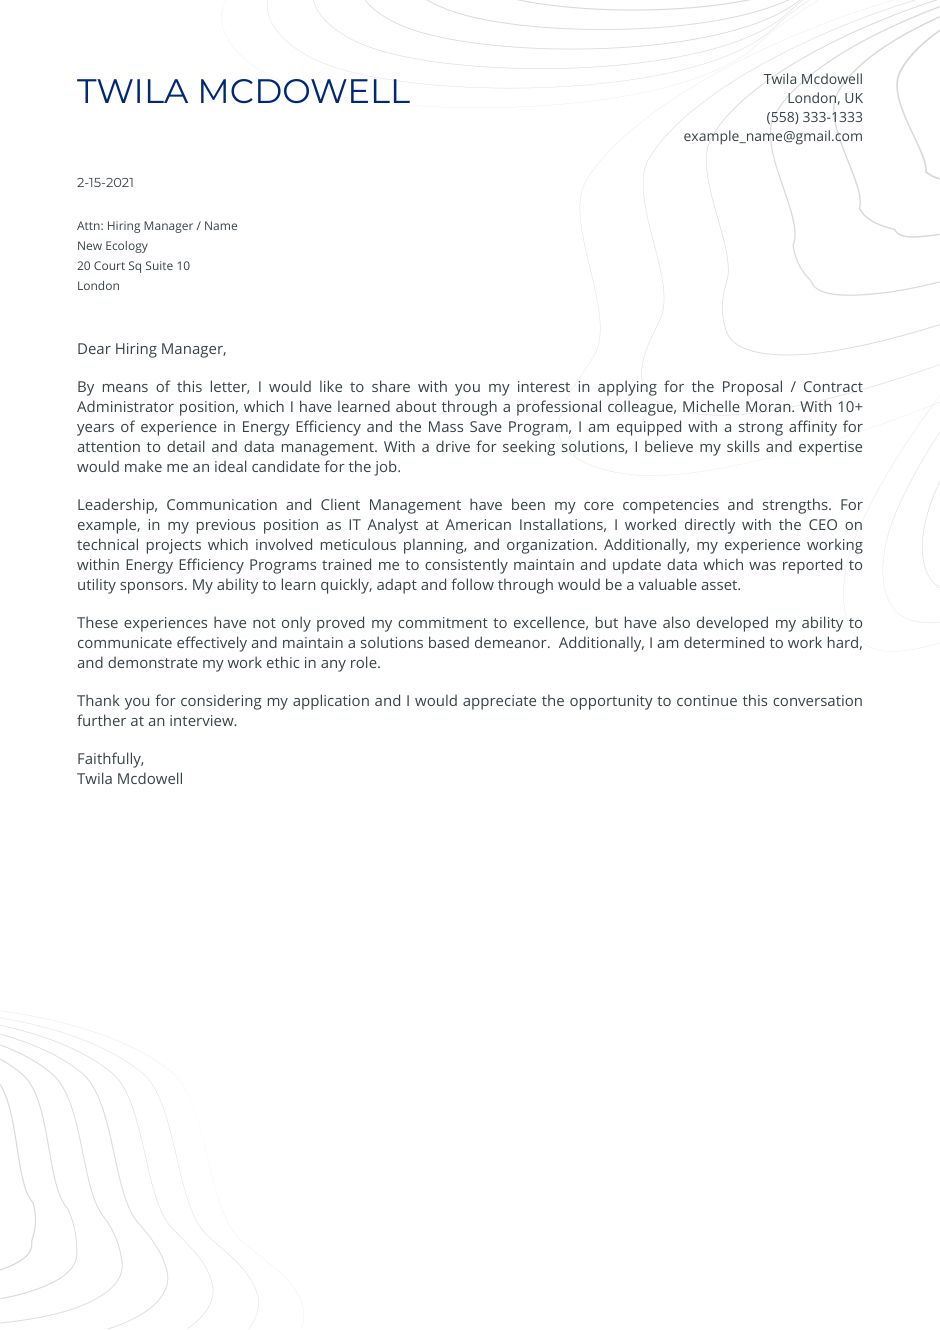 TWILA MCDOWELL
Twila Mcdowell
London, UK
(558) 333-1333
example_name@gmail.com
2-15-2021
Attn: Hiring Manager / Name
New Ecology
20 Court Sq Suite 10
London
Dear Hiring Manager,
By means of this letter, I would like to share with you my interest in applying for the Proposal / Contract
Administrator position, which I have learned about through a professional colleague, Michelle Moran. With 10+
years of experience in Energy Efficiency and the Mass Save Program, I am equipped with a strong affinity for
attention to detail and data management. With a drive for seeking solutions, I believe my skills and expertise
would make me an ideal candidate for the job.
Leadership, Communication and Client Management have been my core competencies and strengths. For
example, in my previous position as IT Analyst at American Installations, I worked directly with the CEO on
technical projects which involved meticulous planning, and organization. Additionally, my experience working
within Energy Efficiency Programs trained me to consistently maintain and update data which was reported to
utility sponsors. My ability to learn quickly, adapt and follow through would be a valuable asset.
These experiences have not only proved my commitment to excellence, but have also developed my ability to
communicate effectively and maintain a solutions based demeanor.  Additionally, I am determined to work hard,
and demonstrate my work ethic in any role.
Thank you for considering my application and I would appreciate the opportunity to continue this conversation
further at an interview.
Faithfully,
Twila Mcdowell